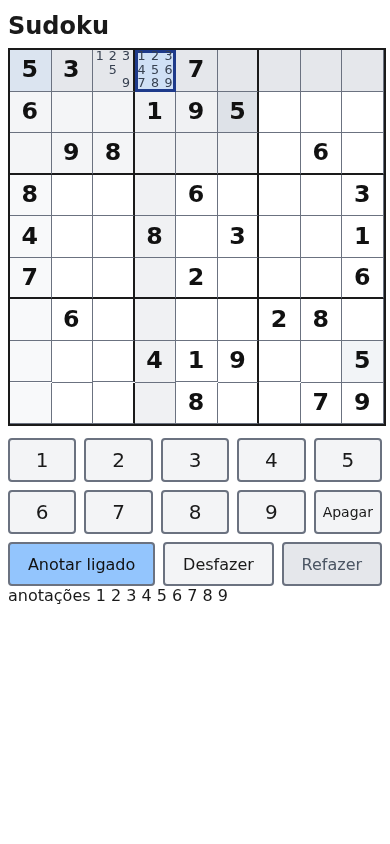 Sudoku
5 3 1 2 3 5 9 1 2 3 4 5 6 7 8 9 7
6 1 9 5
9 8 6
8 6 3
4 8 3 1
7 2 6
6 2 8
4 1 9 5
8 7 9
1 2 3 4 5
6 7 8 9 Apagar
Anotar ligado Desfazer Refazer
anotações 1 2 3 4 5 6 7 8 9